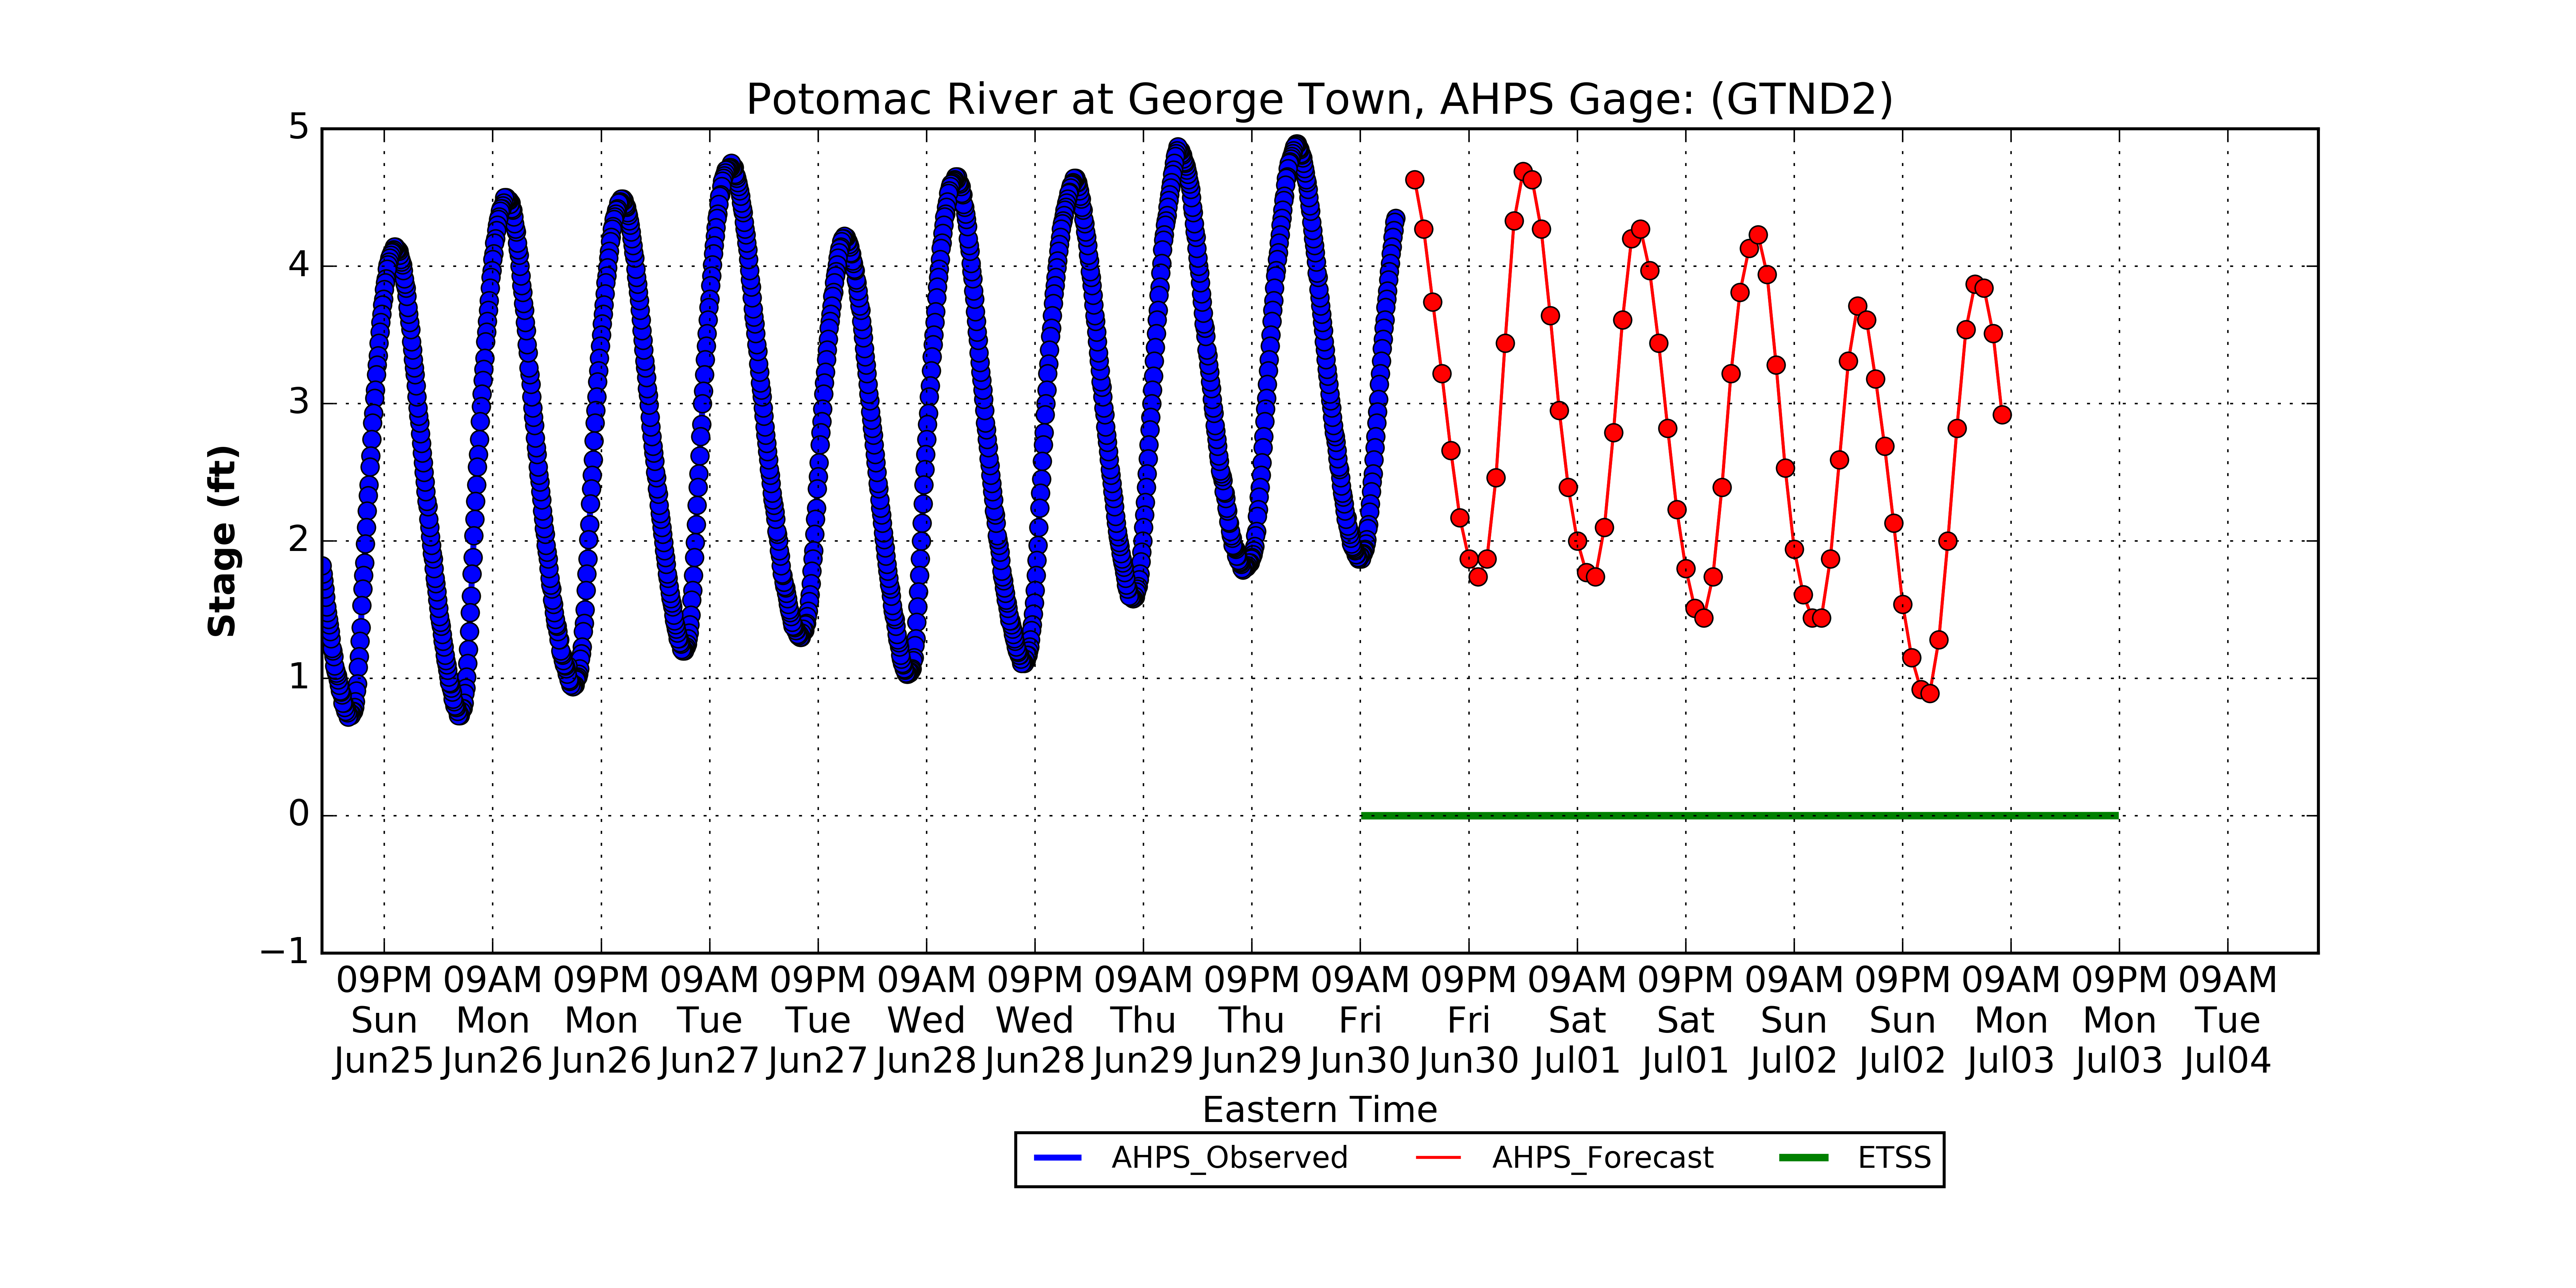 Potomac River at George Town, AHPS Gage: (GTND2)
5
4
3
2
1
0
−1
Stage (ft)
09PM 09AM 09PM 09AM 09PM 09AM 09PM 09AM 09PM 09AM 09PM 09AM 09PM 09AM 09PM 09AM 09PM 09AM
Sun Mon Mon Tue Tue Wed Wed Thu Thu Fri Fri Sat Sat Sun Sun Mon Mon Tue
Jun25 Jun26 Jun26 Jun27 Jun27 Jun28 Jun28 Jun29 Jun29 Jun30 Jun30 Jul01 Jul01 Jul02 Jul02 Jul03 Jul03 Jul04
Eastern Time
AHPS_Observed AHPS_Forecast ETSS